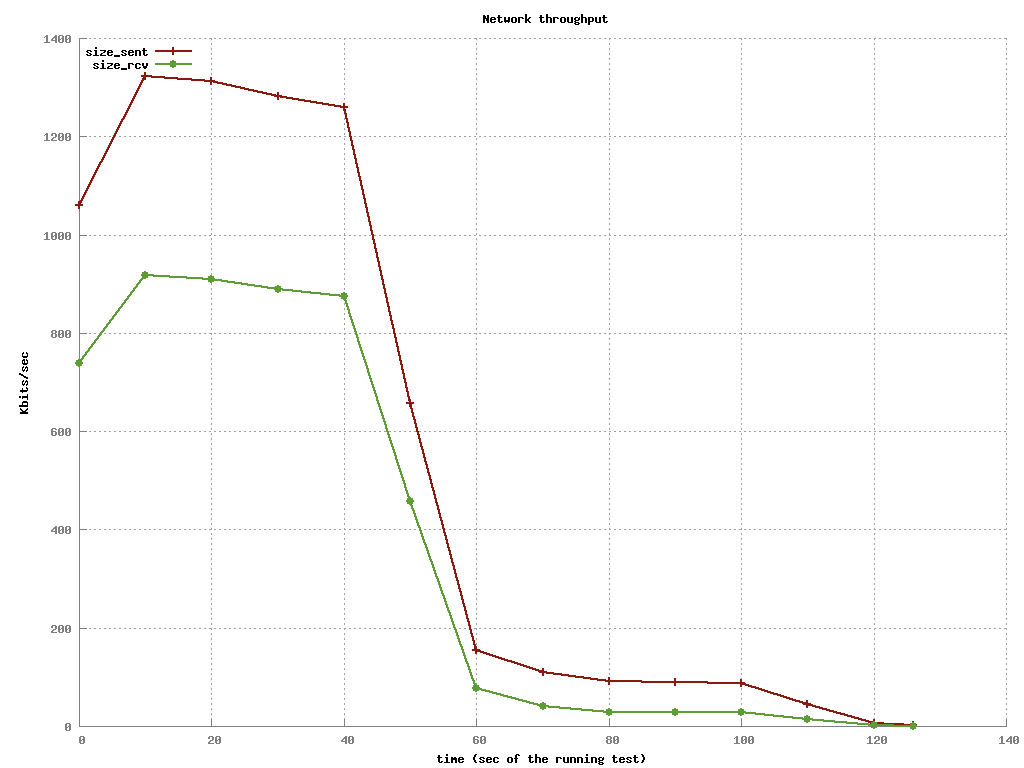 Network throughput
1400
size_sent
size_rcv
1200
1000
800
Kbits/sec
600
400
200
0
0 20 40 60 80 100 120 140
time (sec of the running test)